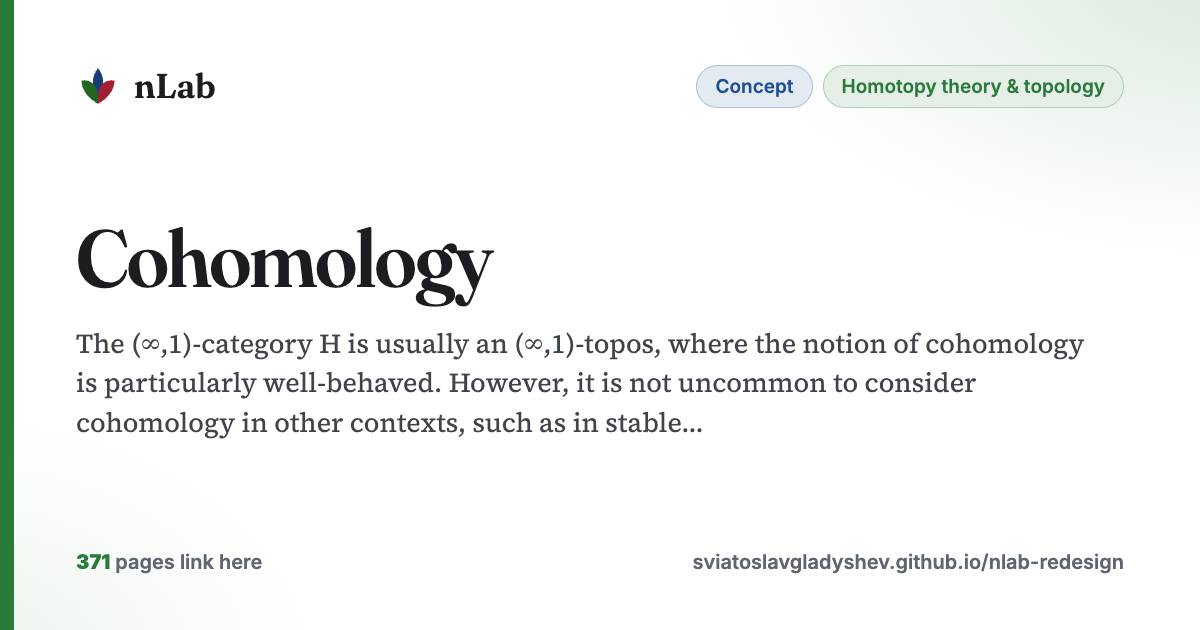 nLab
Concept
Homotopy theory & topology
Cohomology
The (∞,1)-category H is usually an (∞,1)-topos, where the notion of cohomology
is particularly well-behaved. However, it is not uncommon to consider
cohomology in other contexts, such as in stable...
371 pages link here
sviatoslavgladyshev.github.io/nlab-redesign